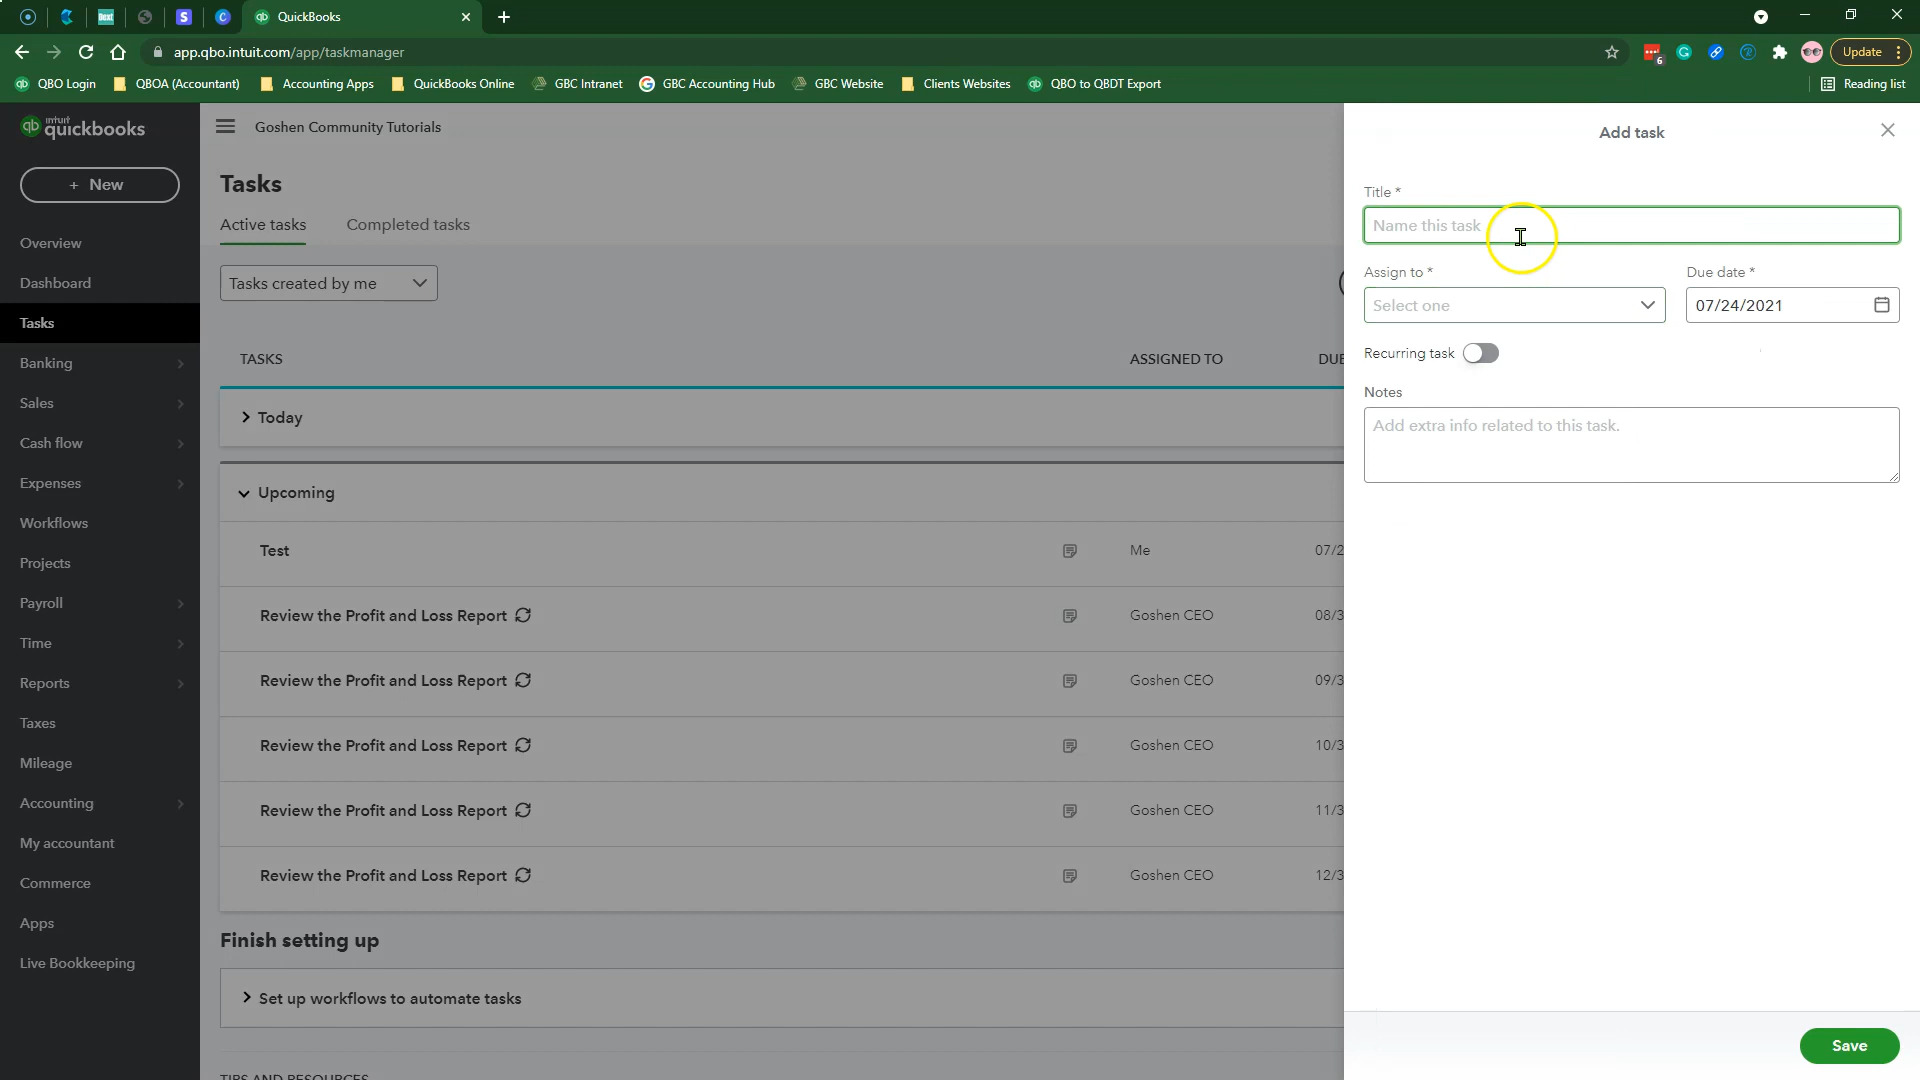 QuickBooks
app.qbo.intuit.com/app/taskmanager
6
Update
QBO Login
QBOA (Accountant)
Accounting Apps
QuickBooks Online
GBC Intranet
GBC Accounting Hub
GBC Website
Clients Websites
QBO to QBDT Export
Reading list
intuit
quickbooks
+ New
Overview
Dashboard
Tasks
Banking
Sales
Cash flow
Expenses
Workflows
Projects
Payroll
Time
Reports
Taxes
Mileage
Accounting
My accountant
Commerce
Apps
Live Bookkeeping
Goshen Community Tutorials
Tasks
Active tasks
Completed tasks
Tasks created by me
TASKS ASSIGNED TO DUE
Today
Upcoming
Test Me 07/2
Review the Profit and Loss Report Goshen CEO 08/3
Review the Profit and Loss Report Goshen CEO 09/3
Review the Profit and Loss Report Goshen CEO 10/3
Review the Profit and Loss Report Goshen CEO 11/3
Review the Profit and Loss Report Goshen CEO 12/3
Finish setting up
Set up workflows to automate tasks
TIPS AND RESOURCES
Add task
Title *
Name this task
Assign to *
Due date *
Select one
07/24/2021
Recurring task
Notes
Add extra info related to this task.
Save